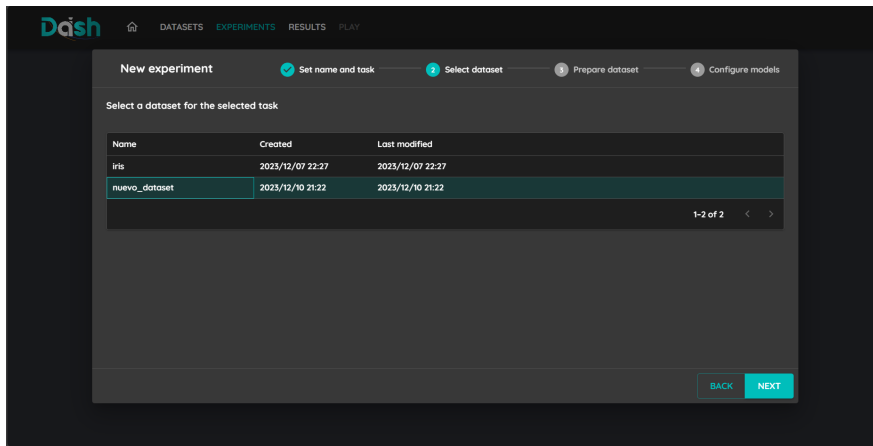 Dash DATASETS EXPERIMENTS RESULTS PLAY
New experiment Set name and task 2 Select dataset 3 Prepare dataset 4 Configure models
Select a dataset for the selected task
Name Created Last modified
iris 2023/12/07 22:27 2023/12/07 22:27
nuevo_dataset 2023/12/10 21:22 2023/12/10 21:22
1–2 of 2
BACK NEXT